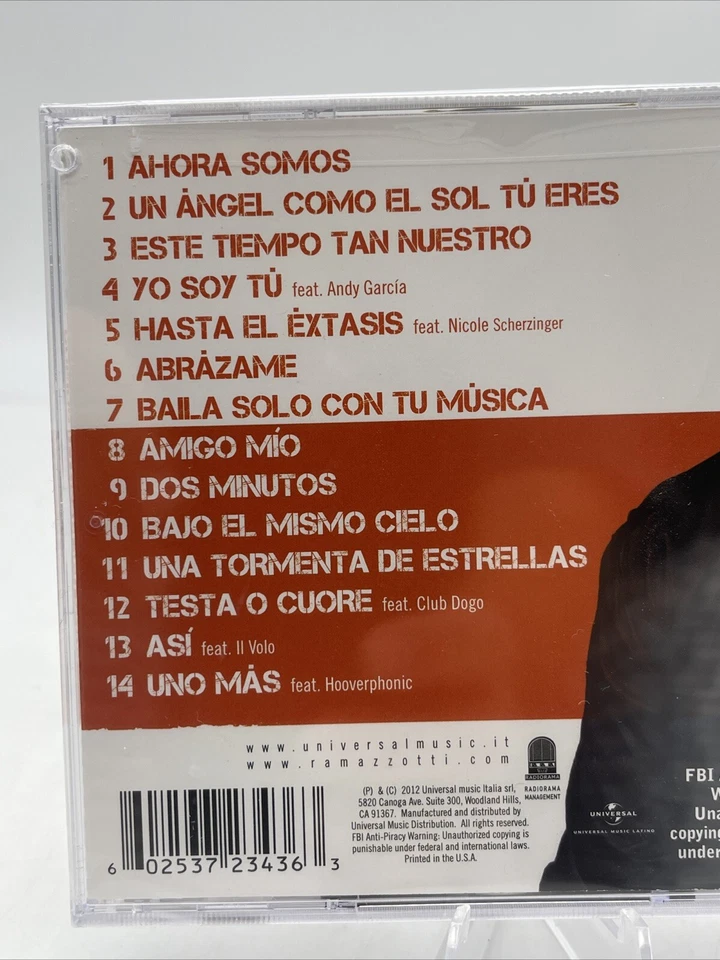 1 AHORA SOMOS
2 UN ÁNGEL COMO EL SOL TÚ ERES
3 ESTE TIEMPO TAN NUESTRO
4 YO SOY TÚ feat. Andy García
5 HASTA EL ÉXTASIS feat. Nicole Scherzinger
6 ABRÁZAME
7 BAILA SOLO CON TU MÚSICA
8 AMIGO MÍO
9 DOS MINUTOS
10 BAJO EL MISMO CIELO
11 UNA TORMENTA DE ESTRELLAS
12 TESTA O CUORE feat. Club Dogo
13 ASÍ feat. Il Volo
14 UNO MÁS feat. Hooverphonic
www.universalmusic.it
www.ramazzotti.com
RADIORAMA
RADIORAMA
MANAGEMENT
(P) & (C) 2012 Universal music Italia srl,
5820 Canoga Ave. Suite 300, Woodland Hills,
CA 91367. Manufactured and distributed by
Universal Music Distribution. All rights reserved.
FBI Anti-Piracy Warning: Unauthorized copying is
punishable under federal and international laws.
Printed in the U.S.A.
6 02537 23436 3
UNIVERSAL
UNIVERSAL MUSIC LATINO
FBI
W
Una
copying
under